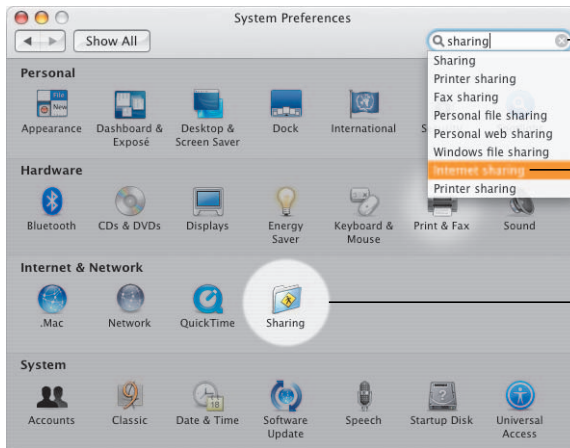 System Preferences
Show All
sharing
Sharing
Printer sharing
Fax sharing
Personal file sharing
Personal web sharing
Windows file sharing
Internet sharing
Printer sharing
Personal
File
New
Appearance
Dashboard &
Exposé
Desktop &
Screen Saver
Dock
International
S
Hardware
Bluetooth
CDs & DVDs
Displays
Energy
Saver
Keyboard &
Mouse
Print & Fax
Sound
Internet & Network
.Mac
Network
QuickTime
Sharing
System
18
Accounts
Classic
Date & Time
Software
Update
Speech
Startup Disk
Universal
Access